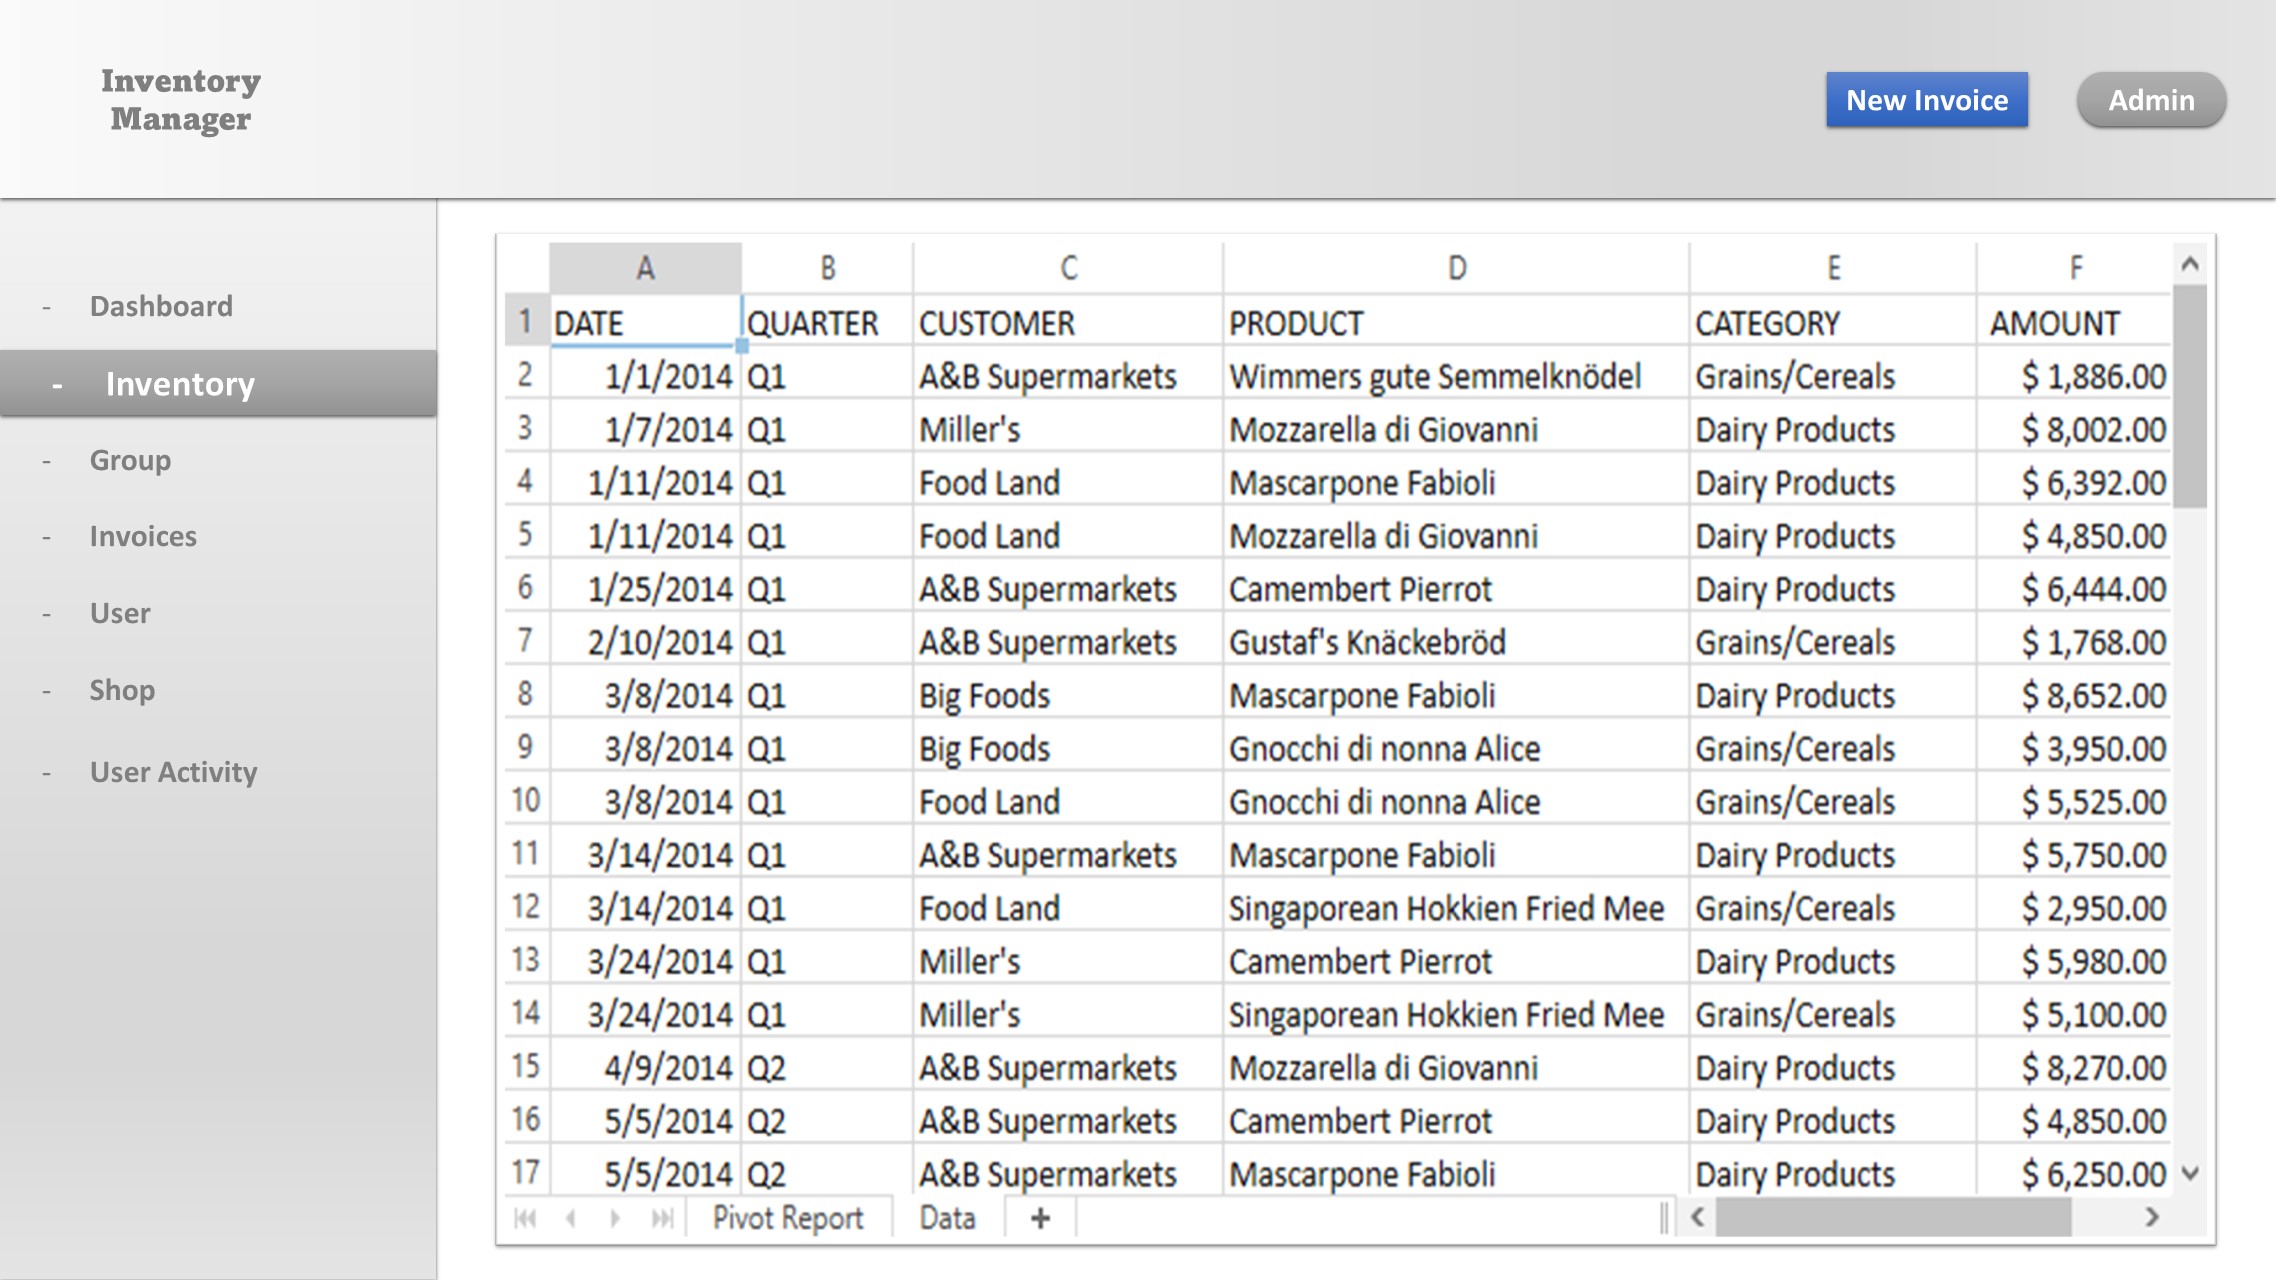 Inventory
Manager
New Invoice
Admin
- Dashboard
- Inventory
- Group
- Invoices
- User
- Shop
- User Activity
A B C D E F
1 DATE QUARTER CUSTOMER PRODUCT CATEGORY AMOUNT
2 1/1/2014 Q1 A&B Supermarkets Wimmers gute Semmelknödel Grains/Cereals $ 1,886.00
3 1/7/2014 Q1 Miller's Mozzarella di Giovanni Dairy Products $ 8,002.00
4 1/11/2014 Q1 Food Land Mascarpone Fabioli Dairy Products $ 6,392.00
5 1/11/2014 Q1 Food Land Mozzarella di Giovanni Dairy Products $ 4,850.00
6 1/25/2014 Q1 A&B Supermarkets Camembert Pierrot Dairy Products $ 6,444.00
7 2/10/2014 Q1 A&B Supermarkets Gustaf's Knäckebröd Grains/Cereals $ 1,768.00
8 3/8/2014 Q1 Big Foods Mascarpone Fabioli Dairy Products $ 8,652.00
9 3/8/2014 Q1 Big Foods Gnocchi di nonna Alice Grains/Cereals $ 3,950.00
10 3/8/2014 Q1 Food Land Gnocchi di nonna Alice Grains/Cereals $ 5,525.00
11 3/14/2014 Q1 A&B Supermarkets Mascarpone Fabioli Dairy Products $ 5,750.00
12 3/14/2014 Q1 Food Land Singaporean Hokkien Fried Mee Grains/Cereals $ 2,950.00
13 3/24/2014 Q1 Miller's Camembert Pierrot Dairy Products $ 5,980.00
14 3/24/2014 Q1 Miller's Singaporean Hokkien Fried Mee Grains/Cereals $ 5,100.00
15 4/9/2014 Q2 A&B Supermarkets Mozzarella di Giovanni Dairy Products $ 8,270.00
16 5/5/2014 Q2 A&B Supermarkets Camembert Pierrot Dairy Products $ 4,850.00
17 5/5/2014 Q2 A&B Supermarkets Mascarpone Fabioli Dairy Products $ 6,250.00
Pivot Report Data +